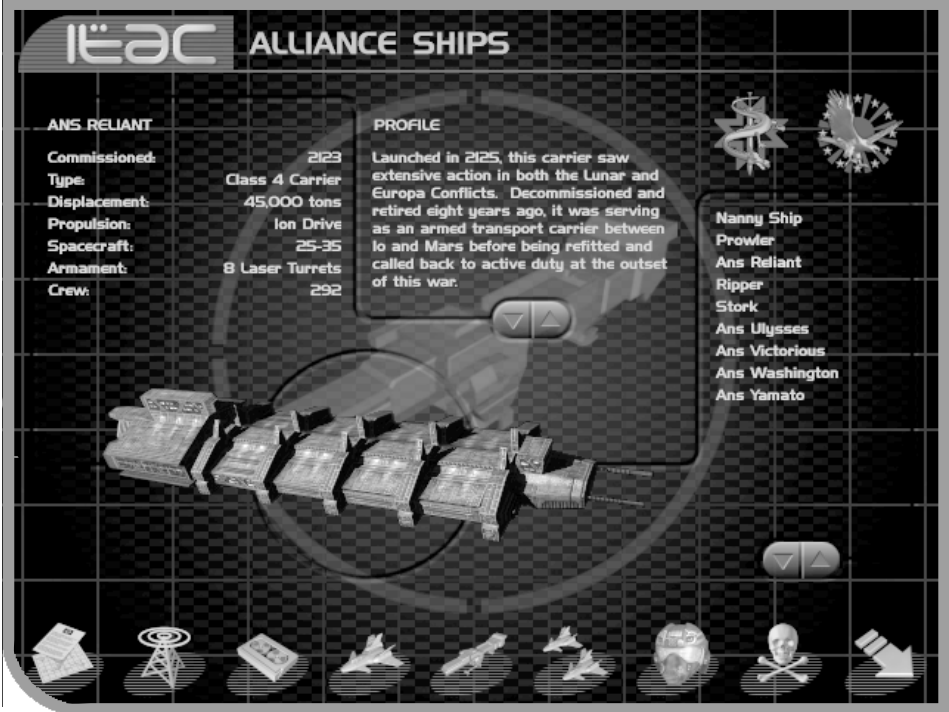 ITAC
ALLIANCE SHIPS
ANS RELIANT
Commissioned: 2123
Type: Class 4 Carrier
Displacement: 45,000 tons
Propulsion: Ion Drive
Spacecraft: 25-35
Armament: 8 Laser Turrets
Crew: 292
PROFILE
Launched in 2125, this carrier saw
extensive action in both the Lunar and
Europa Conflicts. Decommissioned and
retired eight years ago, it was serving
as an armed transport carrier between
Io and Mars before being refitted and
called back to active duty at the outset
of this war.
Nanny Ship
Prowler
Ans Reliant
Ripper
Stork
Ans Ulysses
Ans Victorious
Ans Washington
Ans Yamato